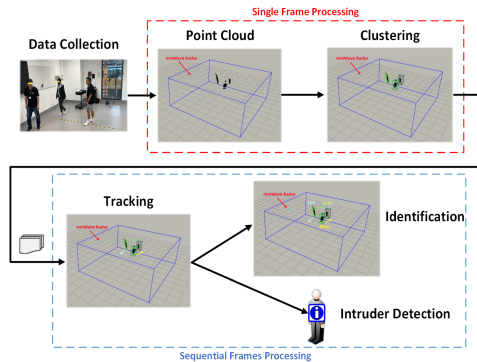 Single Frame Processing
Data Collection
Point Cloud
Clustering
mmWave Radar
mmWave Radar
Tracking
mmWave Radar
mmWave Radar
Identification
Intruder Detection
Sequential Frames Processing